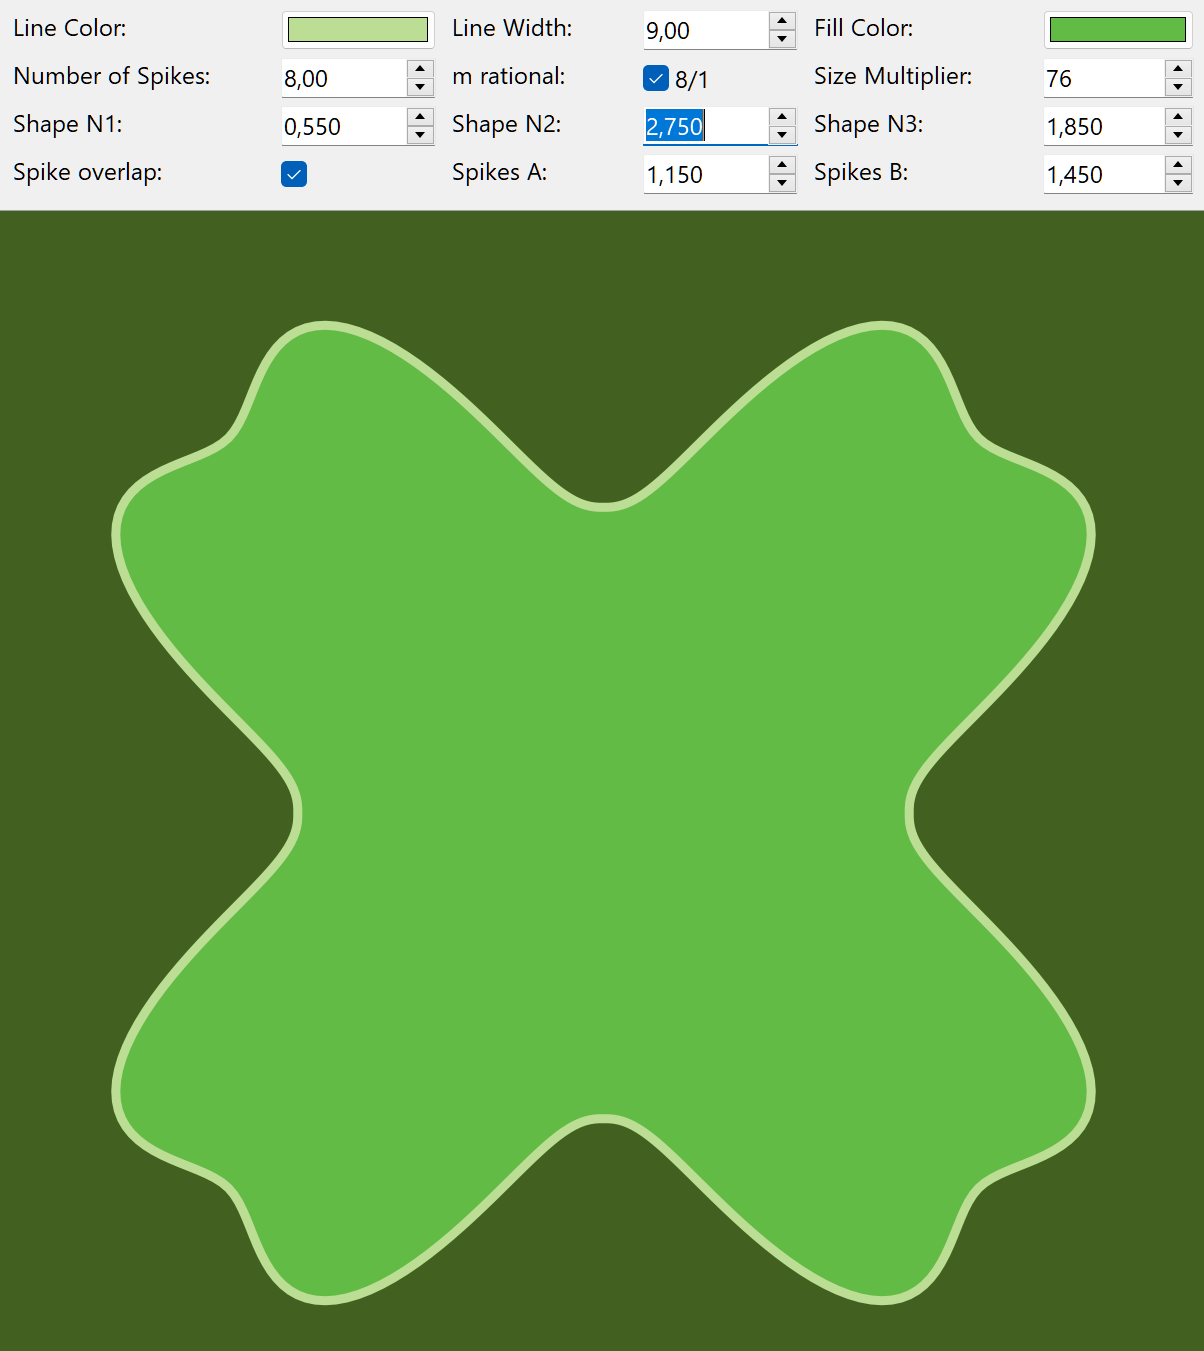 Line Color: Line Width: 9,00 Fill Color:
Number of Spikes: 8,00 m rational: 8/1 Size Multiplier: 76
Shape N1: 0,550 Shape N2: 2,750 Shape N3: 1,850
Spike overlap: Spikes A: 1,150 Spikes B: 1,450